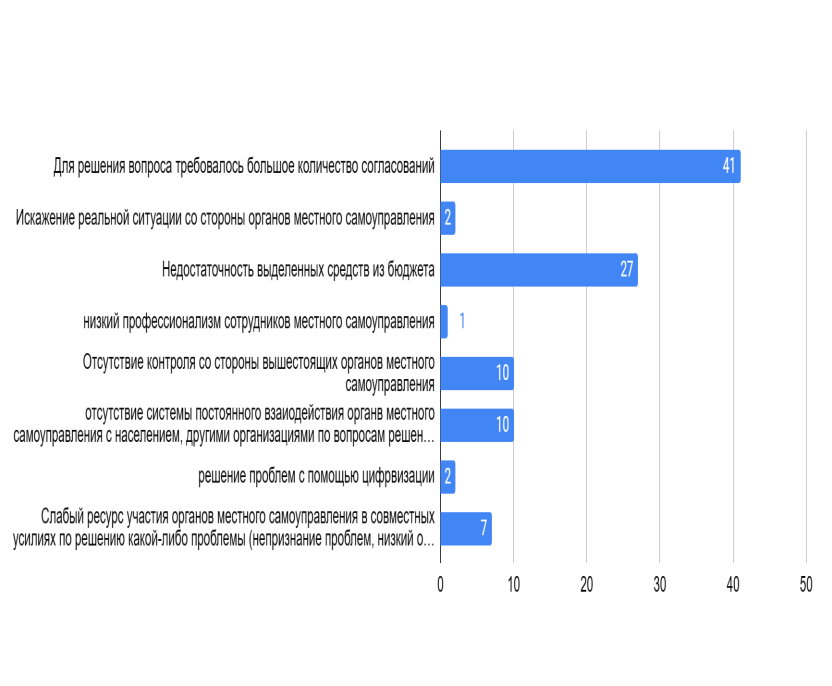 Для решения вопроса требовалось большое количество согласований
41
Искажение реальной ситуации со стороны органов местного самоуправления
2
Недостаточность выделенных средств из бюджета
27
низкий профессионализм сотрудников местного самоуправления
1
Отсутствие контроля со стороны вышестоящих органов местного
самоуправления
10
отсутствие системы постоянного взаиодействия органв местного
самоуправления с населением, другими организациями по вопросам решен…
10
решение проблем с помощью цифрвизации
2
Слабый ресурс участия органов местного самоуправления в совместных
усилиях по решению какой-либо проблемы (непризнание проблем, низкий о…
7
0 10 20 30 40 50